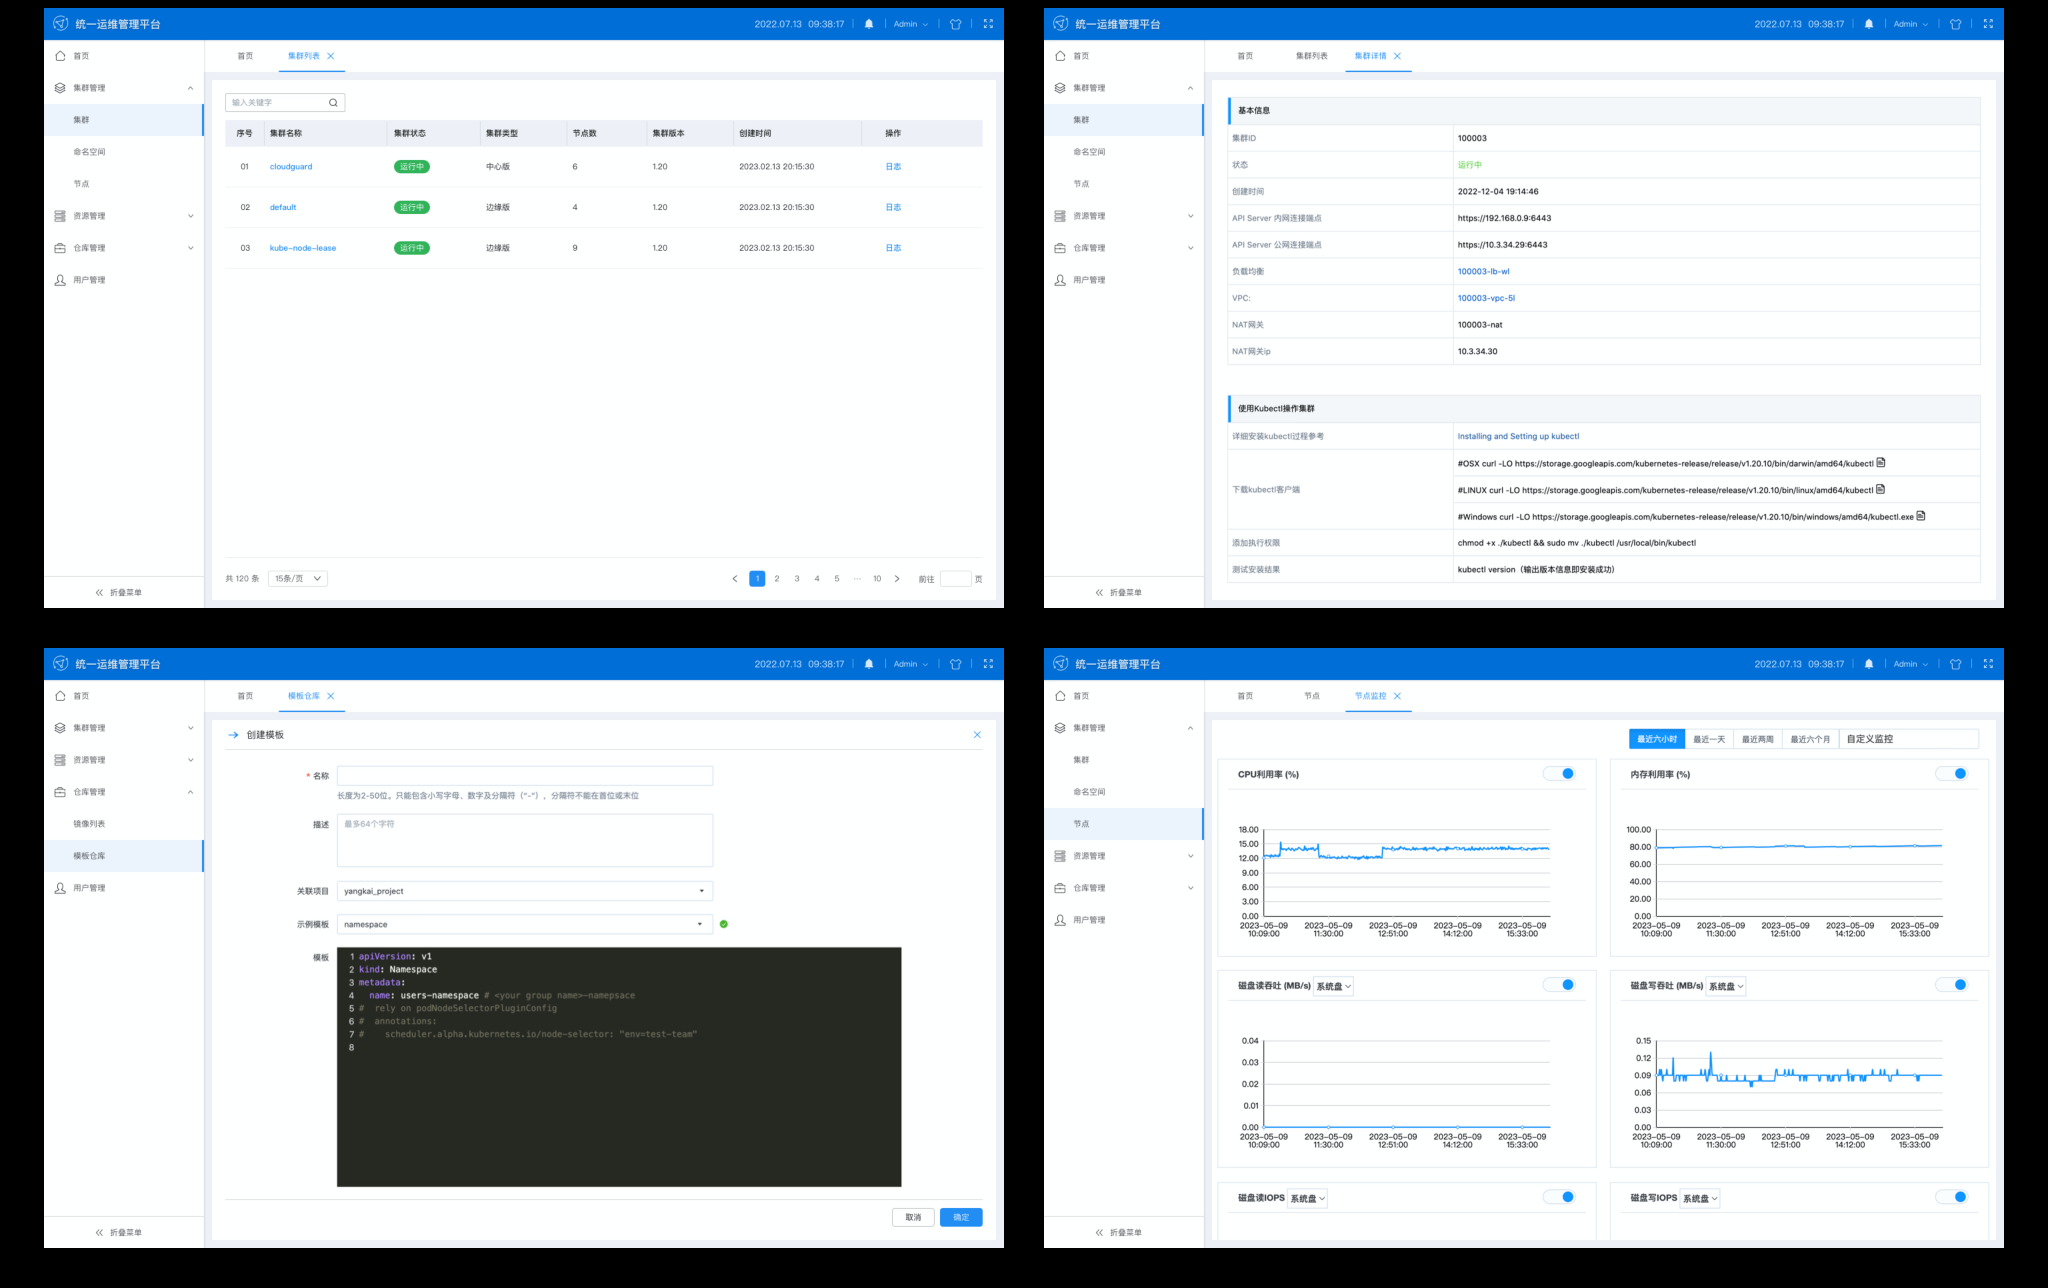 统一运维管理平台
2022.07.13 09:38:17
Admin
首页
集群管理
集群
命名空间
节点
资源管理
仓库管理
用户管理
折叠菜单
首页
集群列表
输入关键字
序号 集群名称 集群状态 集群类型 节点数 集群版本 创建时间 操作
01 cloudguard 运行中 中心版 6 1.20 2023.02.13 20:15:30 日志
02 default 运行中 边缘版 4 1.20 2023.02.13 20:15:30 日志
03 kube-node-lease 运行中 边缘版 9 1.20 2023.02.13 20:15:30 日志
共 120 条 15条/页 1 2 3 4 5 ··· 10 前往 页
统一运维管理平台
2022.07.13 09:38:17
Admin
首页
集群管理
集群
命名空间
节点
资源管理
仓库管理
用户管理
折叠菜单
首页
集群列表
集群详情
基本信息
集群ID 100003
状态 运行中
创建时间 2022-12-04 19:14:46
API Server 内网连接端点 https://192.168.0.9:6443
API Server 公网连接端点 https://10.3.34.29:6443
负载均衡 100003-lb-wl
VPC: 100003-vpc-5l
NAT网关 100003-nat
NAT网关ip 10.3.34.30
使用Kubectl操作集群
详细安装kubectl过程参考 Installing and Setting up kubectl
下载kubectl客户端
#OSX curl -LO https://storage.googleapis.com/kubernetes-release/release/v1.20.10/bin/darwin/amd64/kubectl
#LINUX curl -LO https://storage.googleapis.com/kubernetes-release/release/v1.20.10/bin/linux/amd64/kubectl
#Windows curl -LO https://storage.googleapis.com/kubernetes-release/release/v1.20.10/bin/windows/amd64/kubectl.exe
添加执行权限 chmod +x ./kubectl && sudo mv ./kubectl /usr/local/bin/kubectl
测试安装结果 kubectl version（输出版本信息即安装成功）
统一运维管理平台
2022.07.13 09:38:17
Admin
首页
集群管理
资源管理
仓库管理
镜像列表
模板仓库
用户管理
折叠菜单
首页
模板仓库
创建模板
* 名称
长度为2-50位。只能包含小写字母、数字及分隔符（"-"），分隔符不能在首位或末位
描述 最多64个字符
关联项目 yangkai_project
示例模板 namespace
模板
1 apiVersion: v1
2 kind: Namespace
3 metadata:
4 name: users-namespace # <your group name>-namepsace
5 # rely on podNodeSelectorPluginConfig
6 # annotations:
7 # scheduler.alpha.kubernetes.io/node-selector: "env=test-team"
8
取消 确定
统一运维管理平台
2022.07.13 09:38:17
Admin
首页
集群管理
集群
命名空间
节点
资源管理
仓库管理
用户管理
折叠菜单
首页
节点
节点监控
最近六小时 最近一天 最近两周 最近六个月 自定义监控
CPU利用率 (%)
18.00
15.00
12.00
9.00
6.00
3.00
0.00
2023-05-09 2023-05-09 2023-05-09 2023-05-09 2023-05-09
10:09:00 11:30:00 12:51:00 14:12:00 15:33:00
内存利用率 (%)
100.00
80.00
60.00
40.00
20.00
0.00
2023-05-09 2023-05-09 2023-05-09 2023-05-09 2023-05-09
10:09:00 11:30:00 12:51:00 14:12:00 15:33:00
磁盘读吞吐 (MB/s) 系统盘
0.04
0.03
0.02
0.01
0.00
2023-05-09 2023-05-09 2023-05-09 2023-05-09 2023-05-09
10:09:00 11:30:00 12:51:00 14:12:00 15:33:00
磁盘写吞吐 (MB/s) 系统盘
0.15
0.12
0.09
0.06
0.03
0.00
2023-05-09 2023-05-09 2023-05-09 2023-05-09 2023-05-09
10:09:00 11:30:00 12:51:00 14:12:00 15:33:00
磁盘读IOPS 系统盘
磁盘写IOPS 系统盘